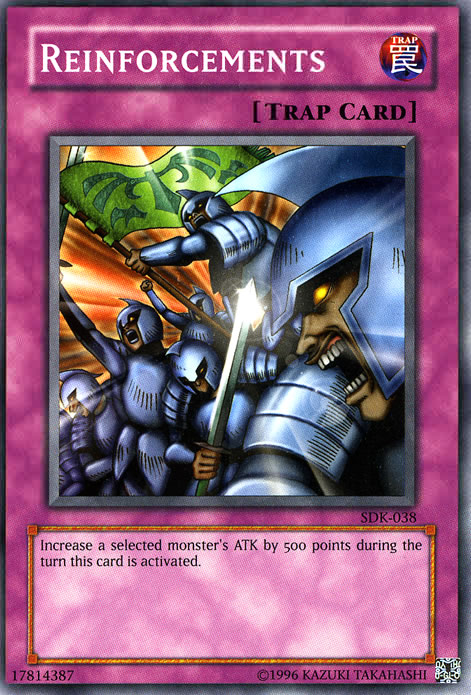 REINFORCEMENTS
TRAP
罠
[TRAP CARD]
SDK-038
Increase a selected monster's ATK by 500 points during the
turn this card is activated.
17814387
©1996 KAZUKI TAKAHASHI